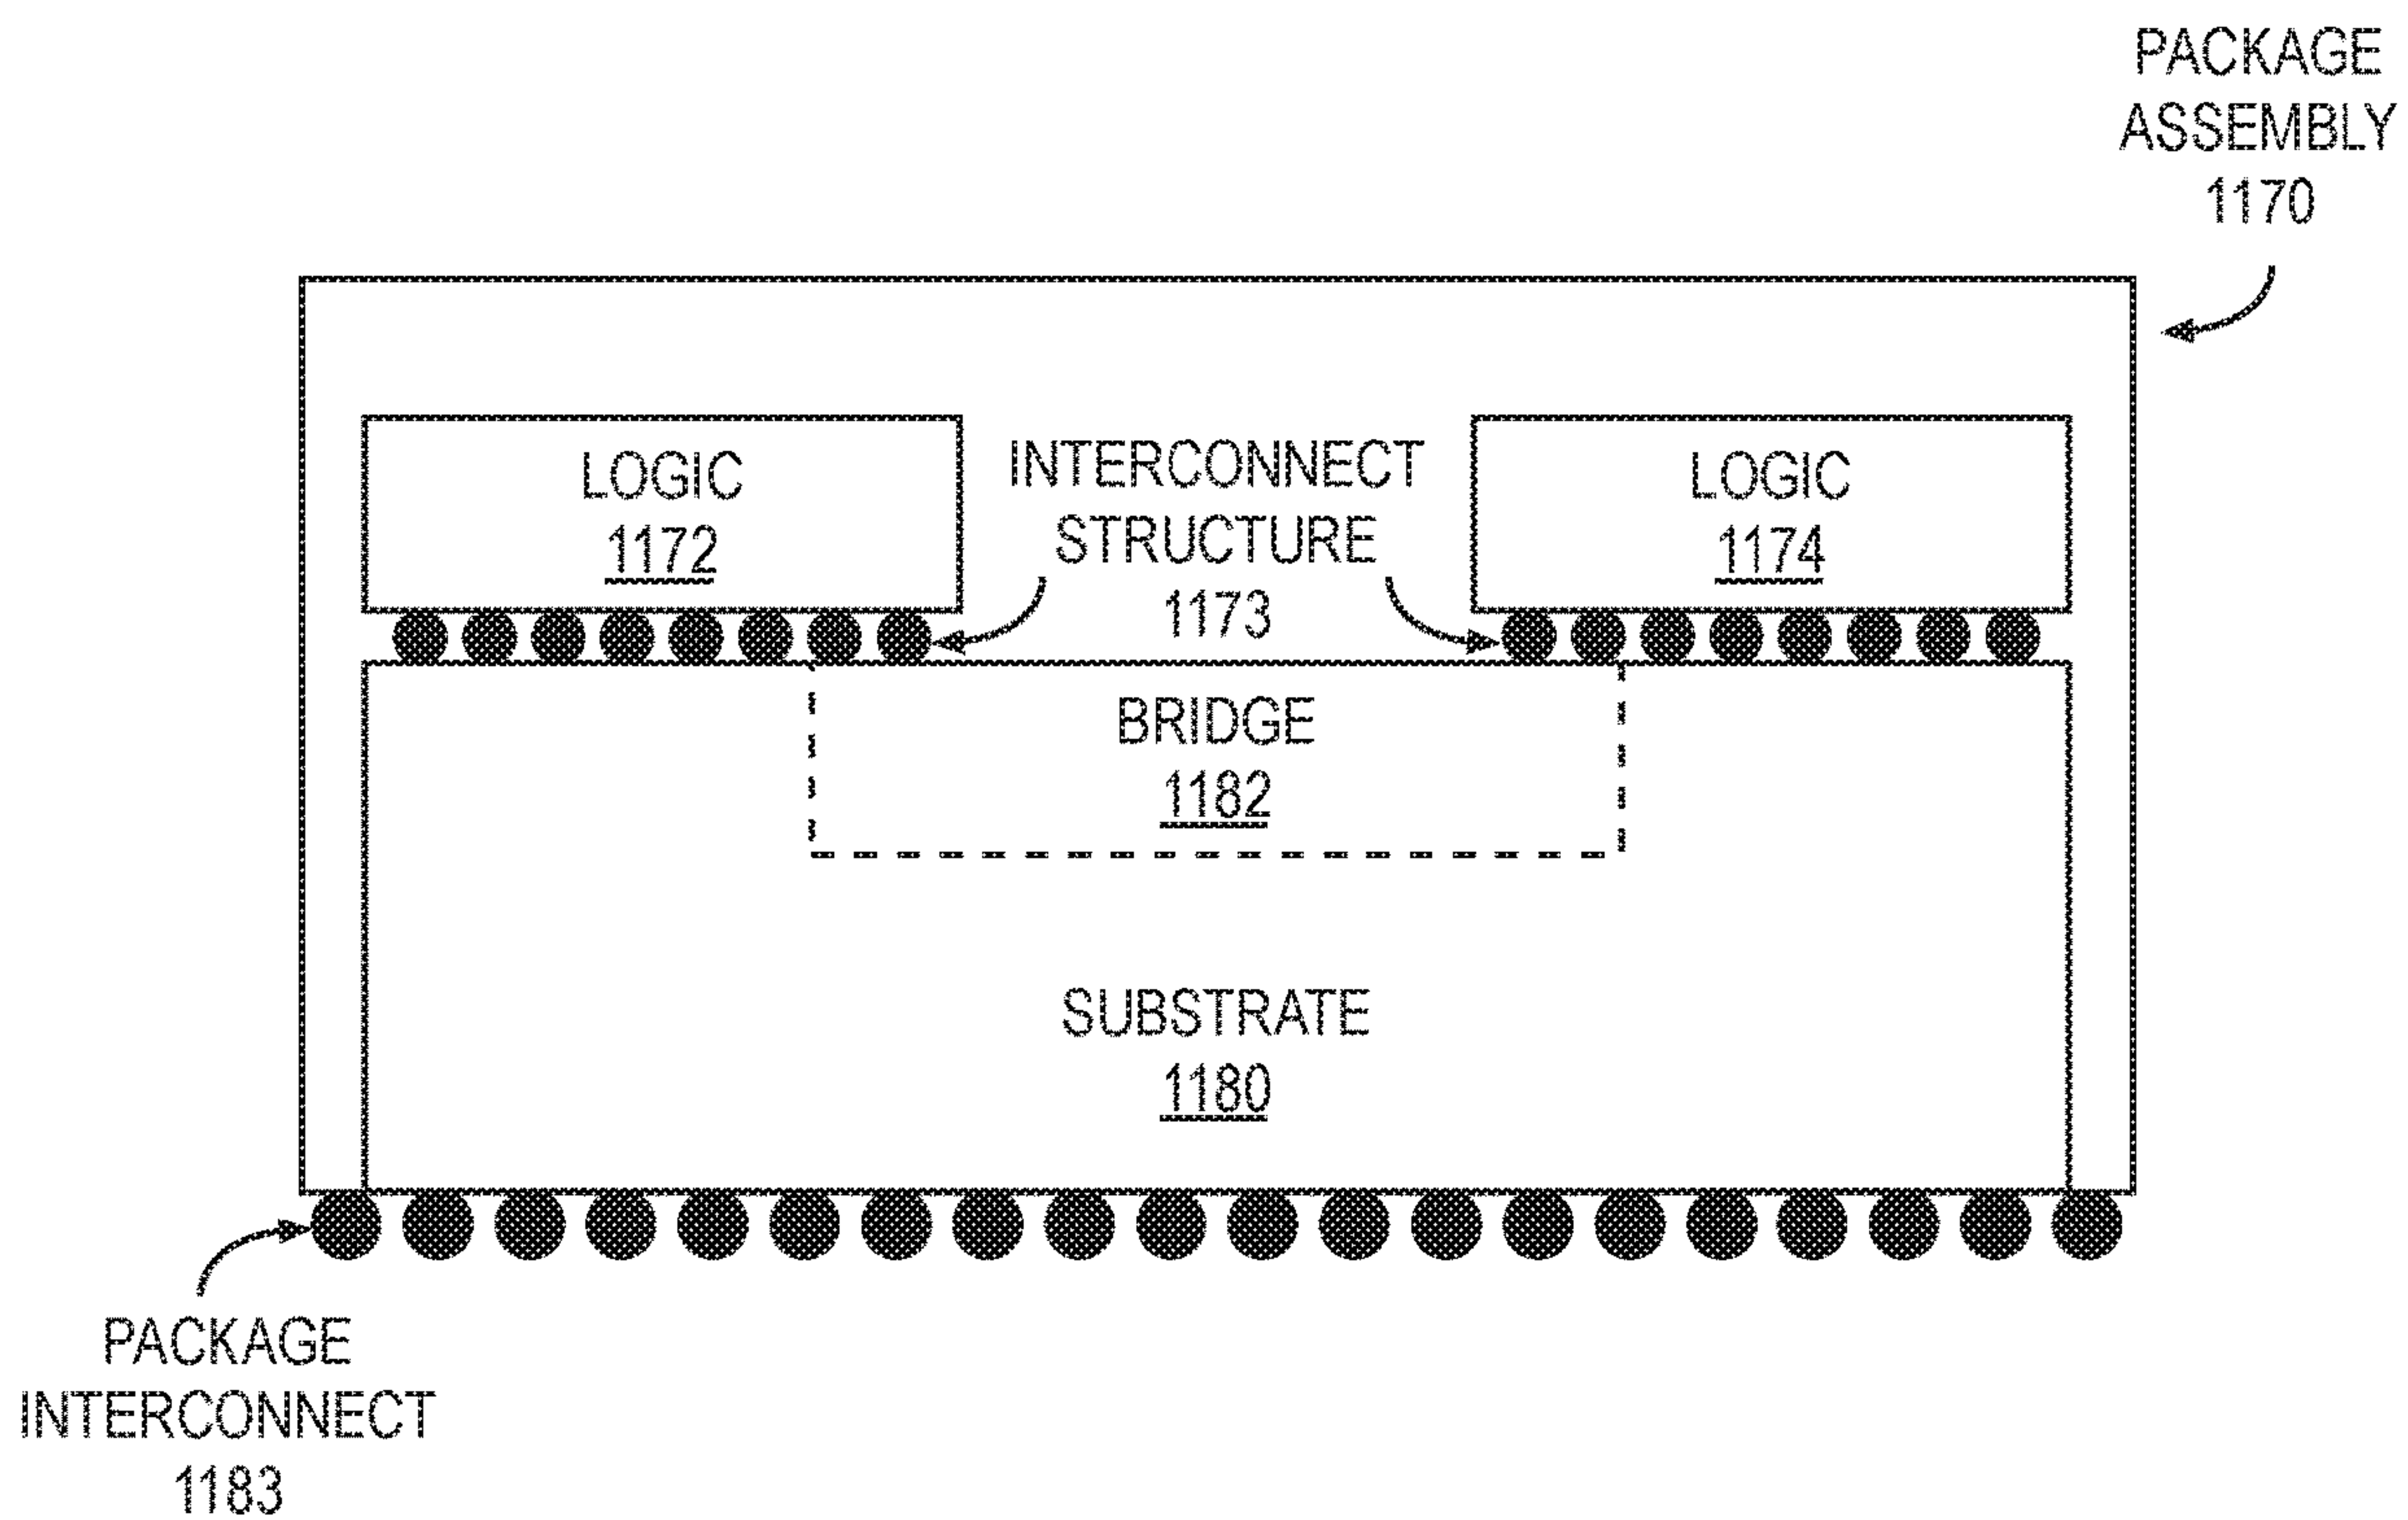 PACKAGE
ASSEMBLY
1170
LOGIC
1172
INTERCONNECT
STRUCTURE
1173
LOGIC
1174
BRIDGE
1182
SUBSTRATE
1180
PACKAGE
INTERCONNECT
1183